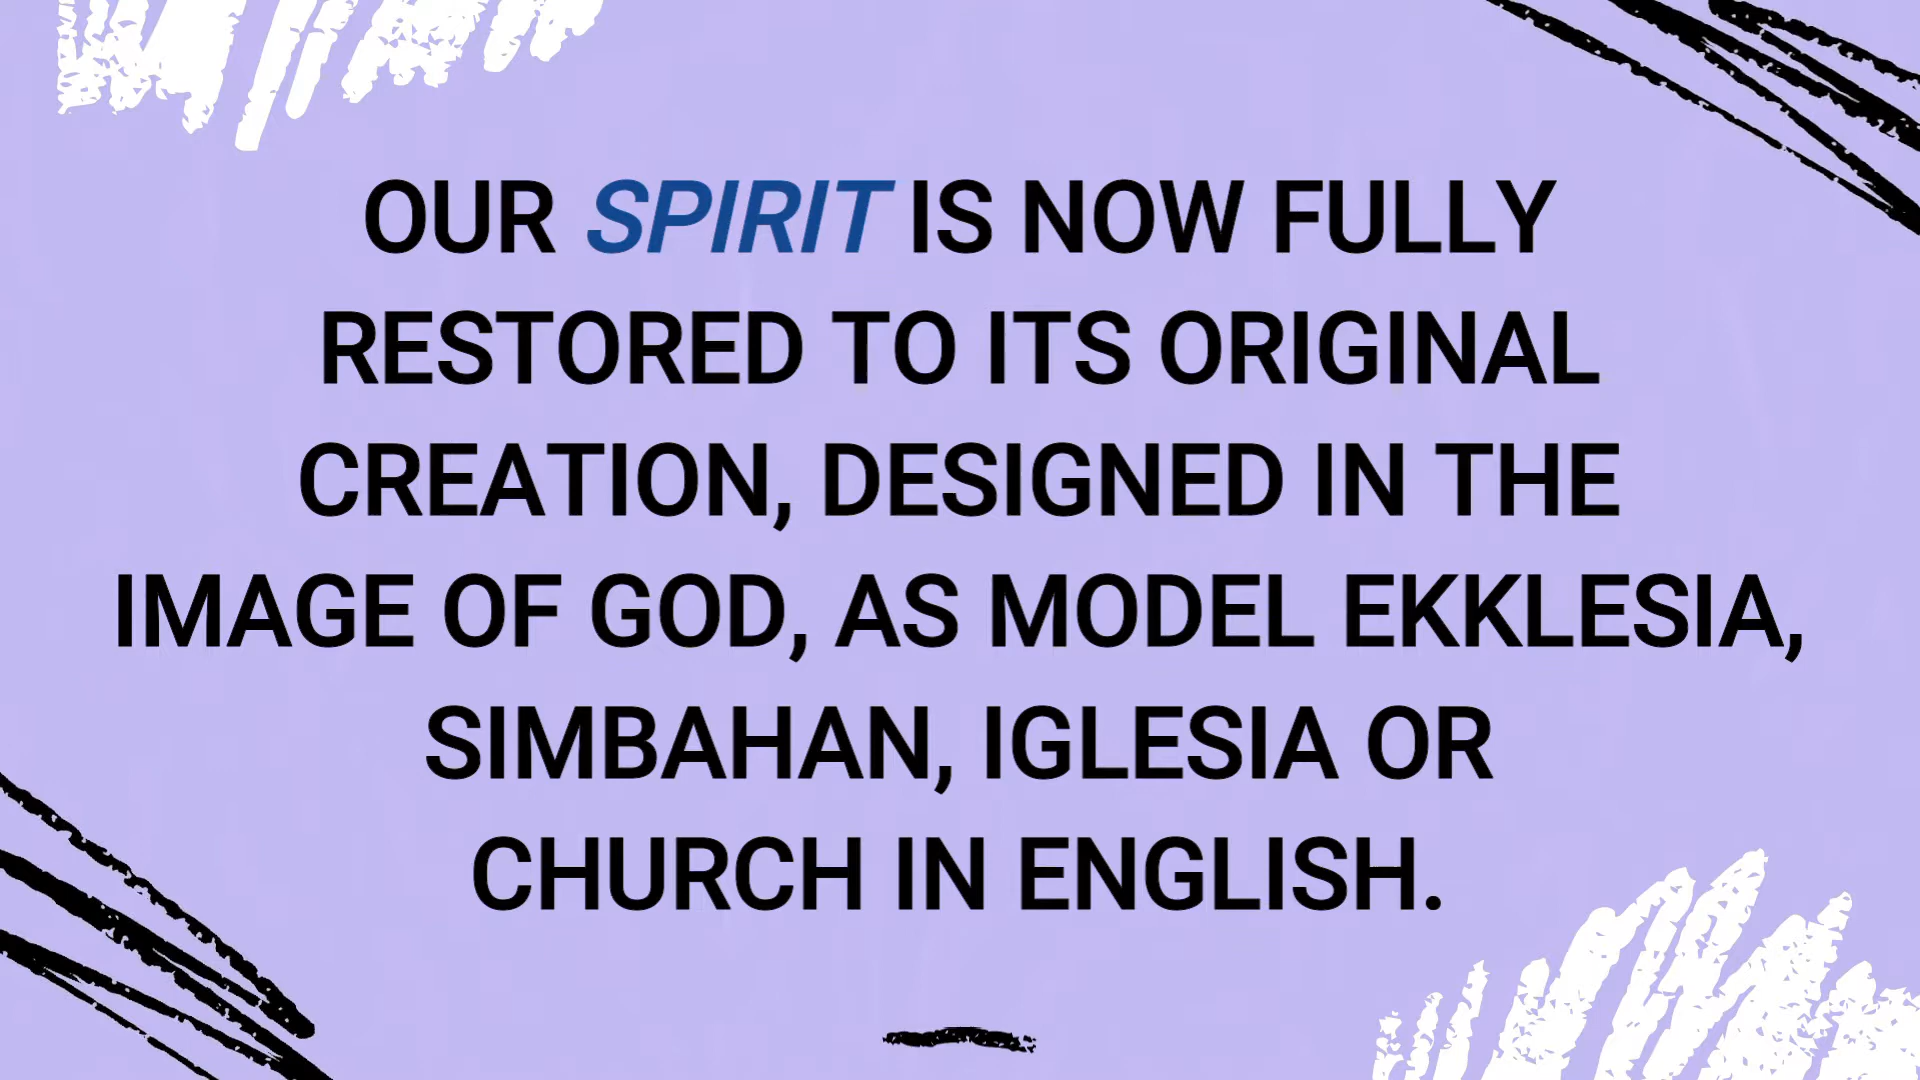 OUR SPIRIT IS NOW FULLY
RESTORED TO ITS ORIGINAL
CREATION, DESIGNED IN THE
IMAGE OF GOD, AS MODEL EKKLESIA,
SIMBAHAN, IGLESIA OR
CHURCH IN ENGLISH.